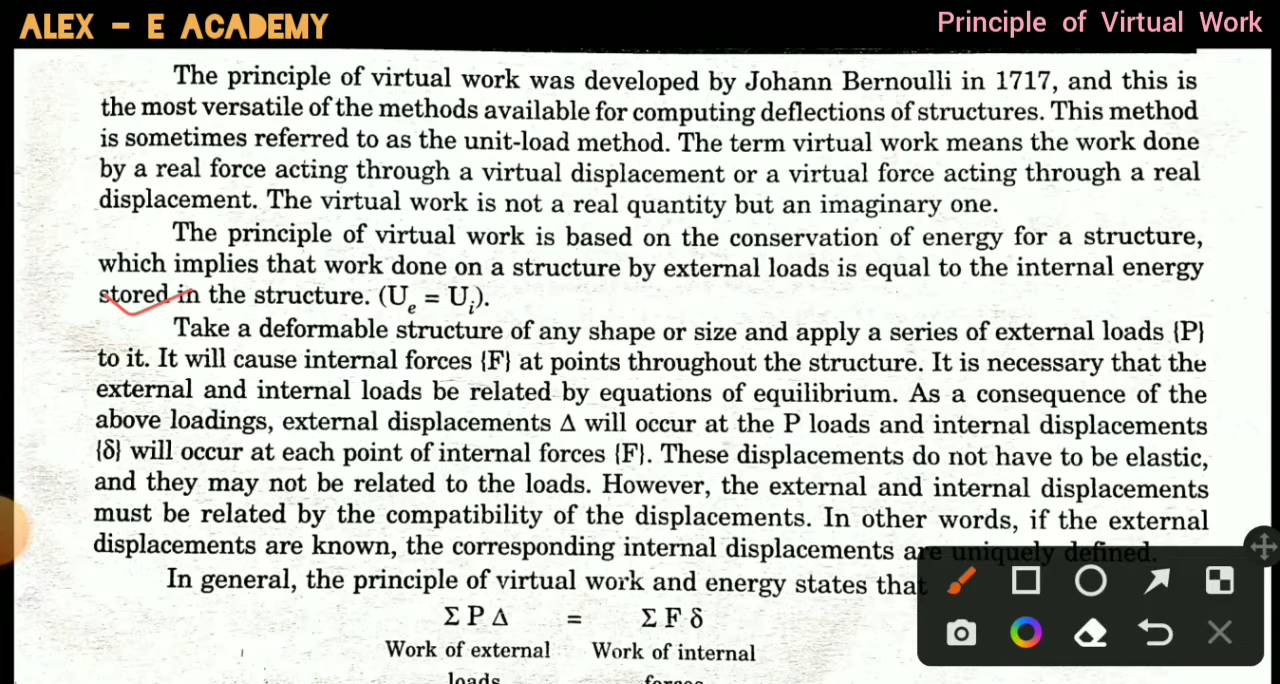 ALEX – E ACADEMY
Principle of Virtual Work
The principle of virtual work was developed by Johann Bernoulli in 1717, and this is
the most versatile of the methods available for computing deflections of structures. This method
is sometimes referred to as the unit-load method. The term virtual work means the work done
by a real force acting through a virtual displacement or a virtual force acting through a real
displacement. The virtual work is not a real quantity but an imaginary one.
The principle of virtual work is based on the conservation of energy for a structure,
which implies that work done on a structure by external loads is equal to the internal energy
stored in the structure. (Uₑ = Uᵢ).
Take a deformable structure of any shape or size and apply a series of external loads {P}
to it. It will cause internal forces {F} at points throughout the structure. It is necessary that the
external and internal loads be related by equations of equilibrium. As a consequence of the
above loadings, external displacements Δ will occur at the P loads and internal displacements
{δ} will occur at each point of internal forces {F}. These displacements do not have to be elastic,
and they may not be related to the loads. However, the external and internal displacements
must be related by the compatibility of the displacements. In other words, if the external
displacements are known, the corresponding internal displacements are uniquely defined.
In general, the principle of virtual work and energy states that
Σ P Δ = Σ F δ
Work of external Work of internal
loads forces